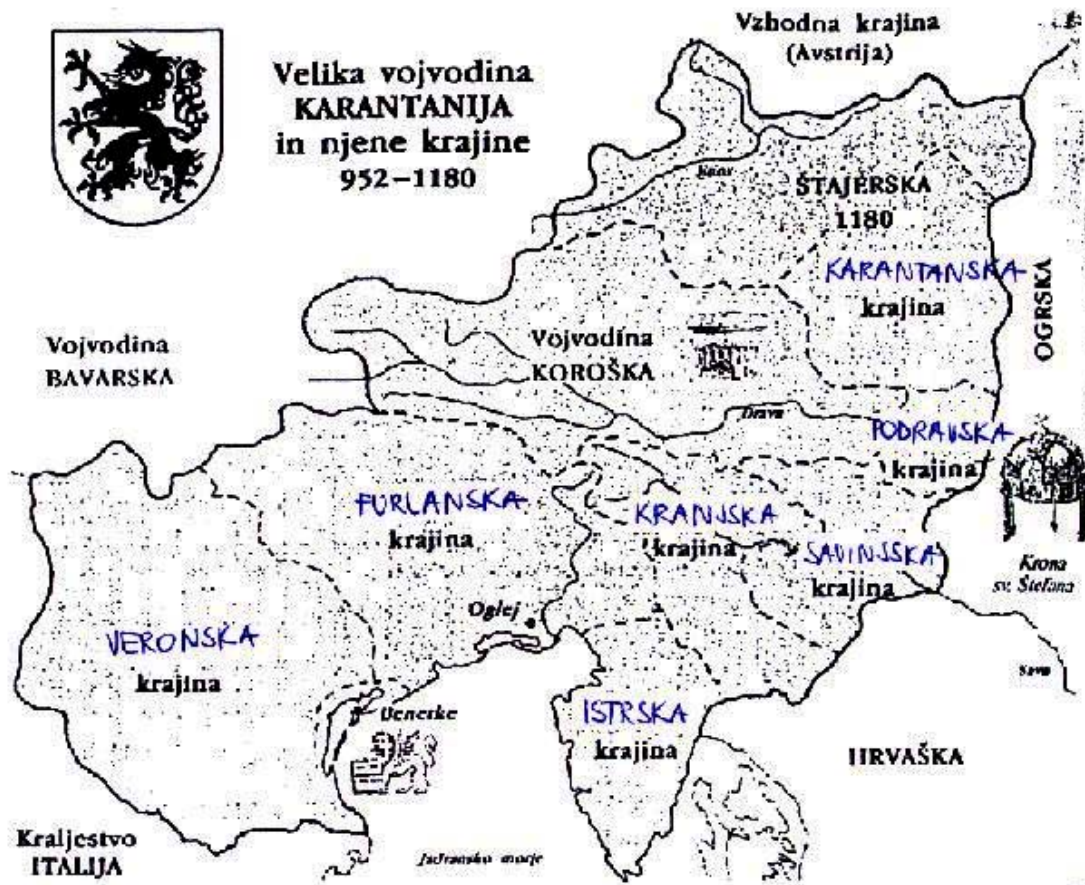 Velika vojvodina
KARANTANIJA
in njene krajine
952–1180
Vzhodna krajina
(Avstrija)
ŠTAJERSKA
1180
KARANTANSKA
krajina
OGRSKA
Vojvodina
BAVARSKA
Vojvodina
KOROŠKA
Drava
PODRAVSKA
krajina
FURLANSKA
krajina
KRANJSKA
krajina
SAVINJSKA
krajina
Krona
sv. Štefana
Oglej
VERONSKA
krajina
Sava
Benetke
ISTRSKA
krajina
HRVAŠKA
Kraljestvo
ITALIJA
Jadransko morje